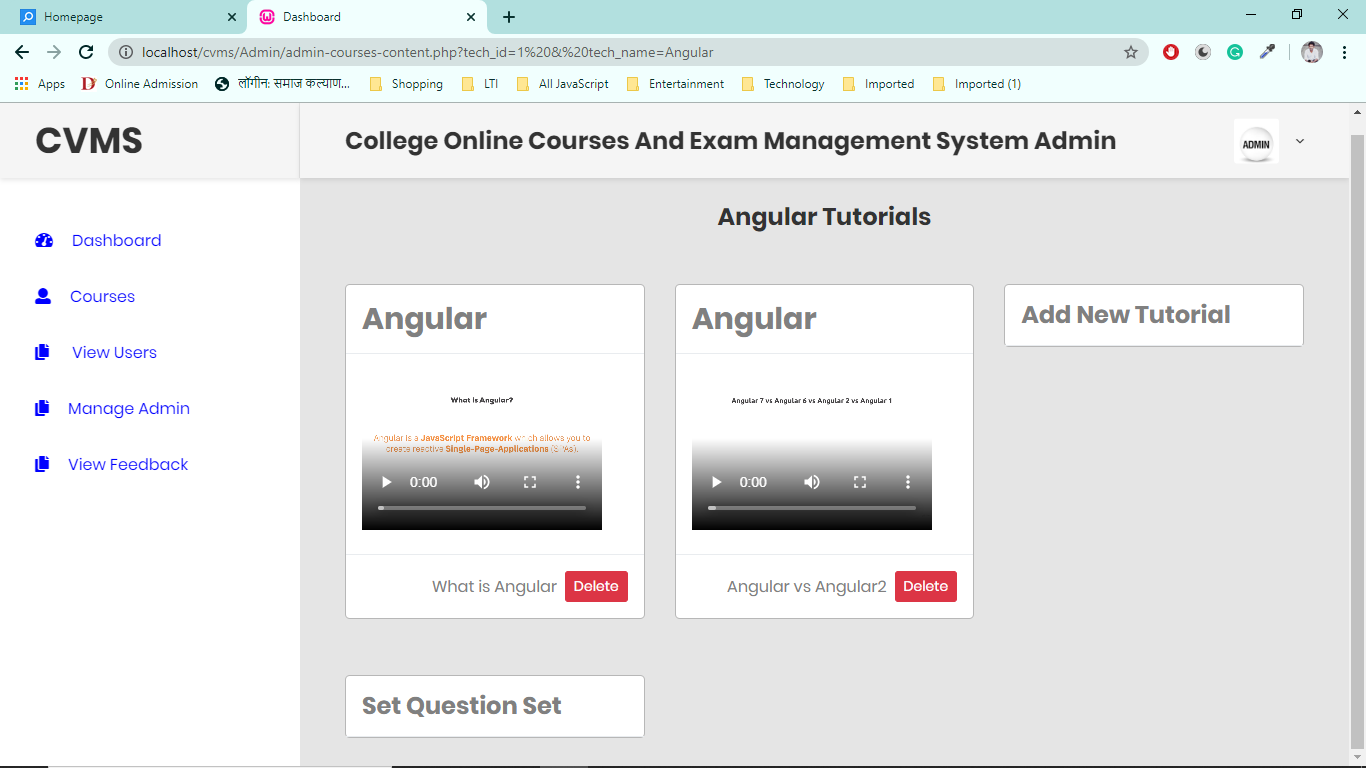 Homepage
Dashboard
localhost/cvms/Admin/admin-courses-content.php?tech_id=1%20&%20tech_name=Angular
Apps
Online Admission
लॉगीन: समाज कल्याण...
Shopping
LTI
All JavaScript
Entertainment
Technology
Imported
Imported (1)
CVMS
College Online Courses And Exam Management System Admin
ADMIN
Dashboard
Courses
View Users
Manage Admin
View Feedback
Angular Tutorials
Angular
What is Angular?
Angular is a JavaScript Framework which allows you to
create reactive Single-Page-Applications (SPAs).
0:00
What is Angular
Delete
Angular
Angular 7 vs Angular 6 vs Angular 2 vs Angular 1
0:00
Angular vs Angular2
Delete
Add New Tutorial
Set Question Set